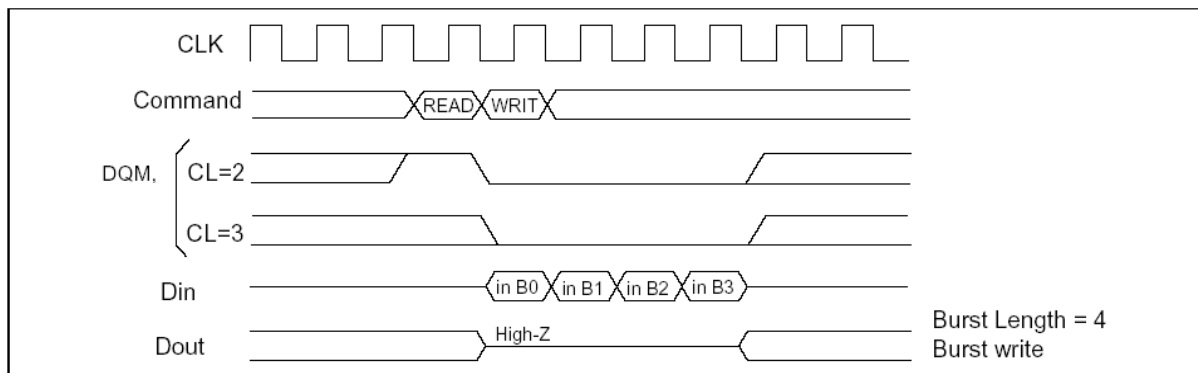 CLK
Command
READ WRIT
DQM,
CL=2
CL=3
Din
in B0 in B1 in B2 in B3
Dout
High-Z
Burst Length = 4
Burst write